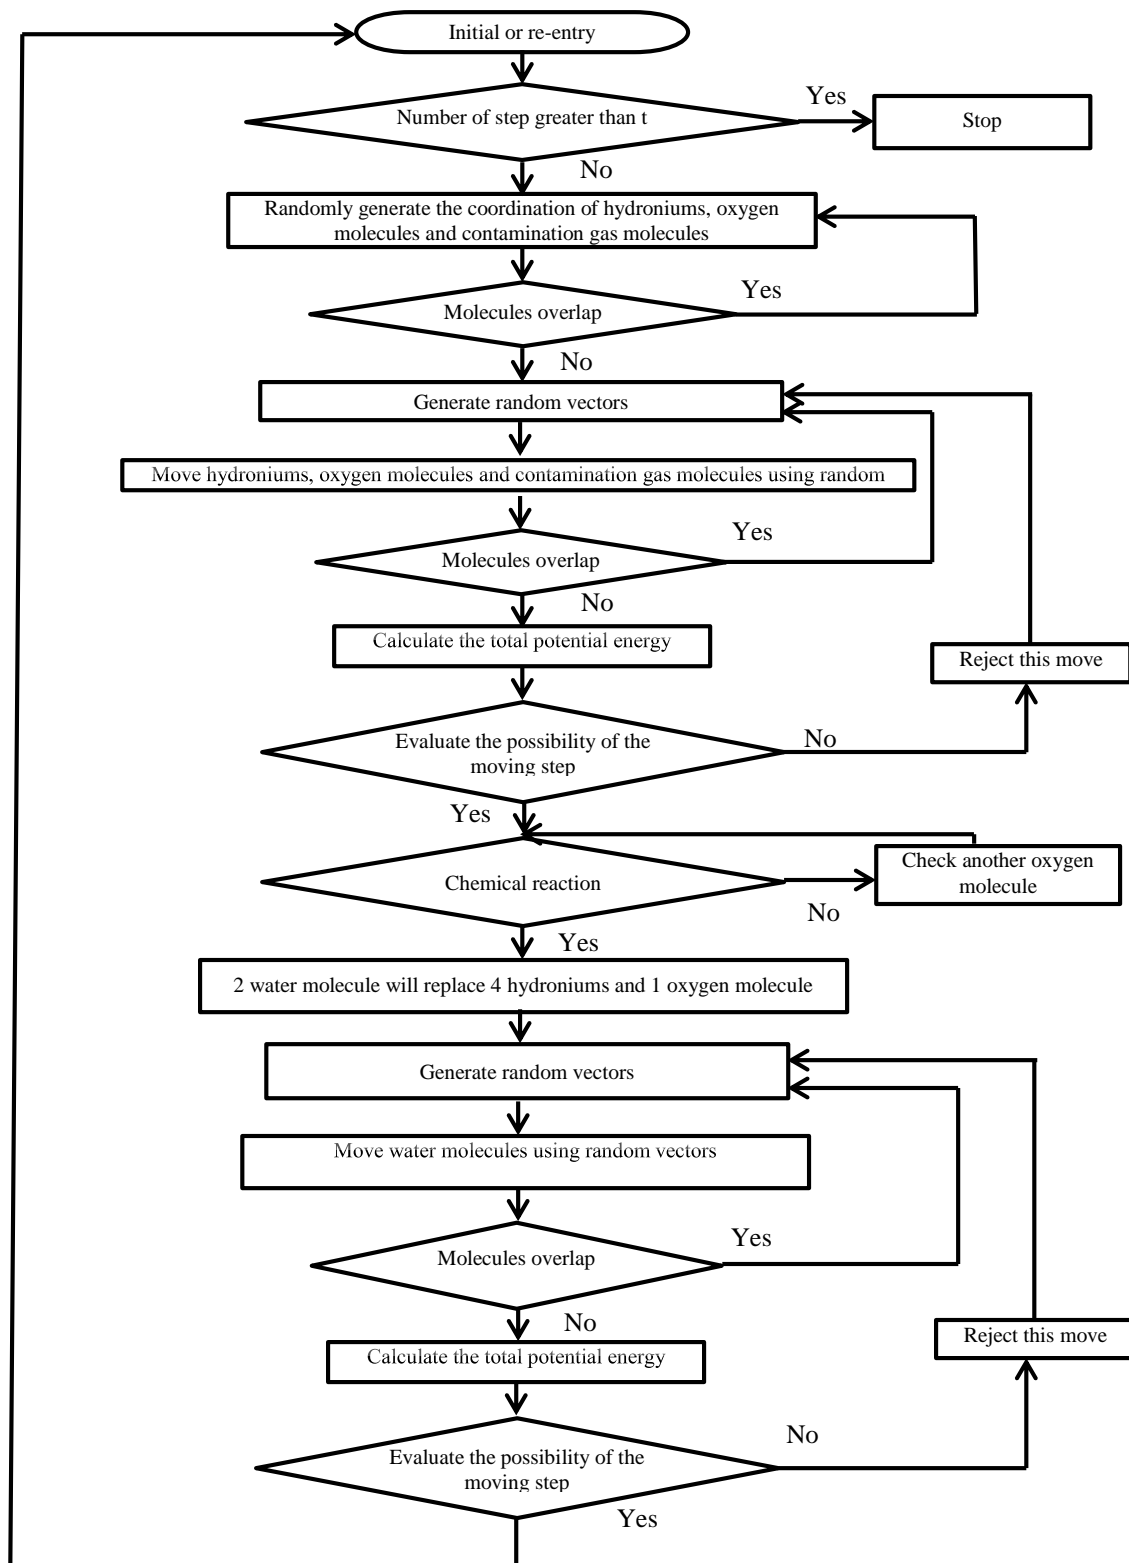 Initial or re-entry
Number of step greater than t
Yes
Stop
No
Randomly generate the coordination of hydroniums, oxygen
molecules and contamination gas molecules
Molecules overlap
Yes
No
Generate random vectors
Move hydroniums, oxygen molecules and contamination gas molecules using random
Molecules overlap
Yes
No
Calculate the total potential energy
Reject this move
Evaluate the possibility of the
moving step
No
Yes
Chemical reaction
Check another oxygen
molecule
No
Yes
2 water molecule will replace 4 hydroniums and 1 oxygen molecule
Generate random vectors
Move water molecules using random vectors
Molecules overlap
Yes
No
Calculate the total potential energy
Reject this move
Evaluate the possibility of the
moving step
No
Yes